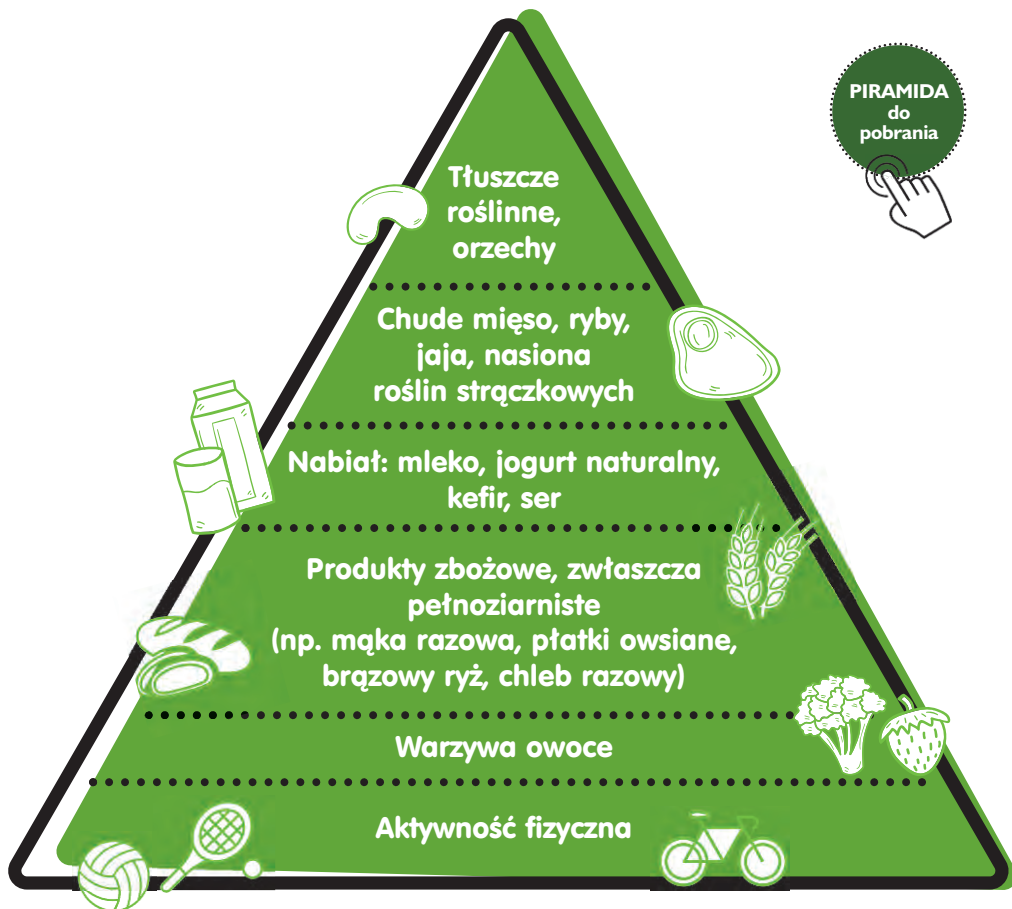 PIRAMIDA
do
pobrania
Tłuszcze
roślinne,
orzechy
Chude mięso, ryby,
jaja, nasiona
roślin strączkowych
Nabiał: mleko, jogurt naturalny,
kefir, ser
Produkty zbożowe, zwłaszcza
pełnoziarniste
(np. mąka razowa, płatki owsiane,
brązowy ryż, chleb razowy)
Warzywa owoce
Aktywność fizyczna